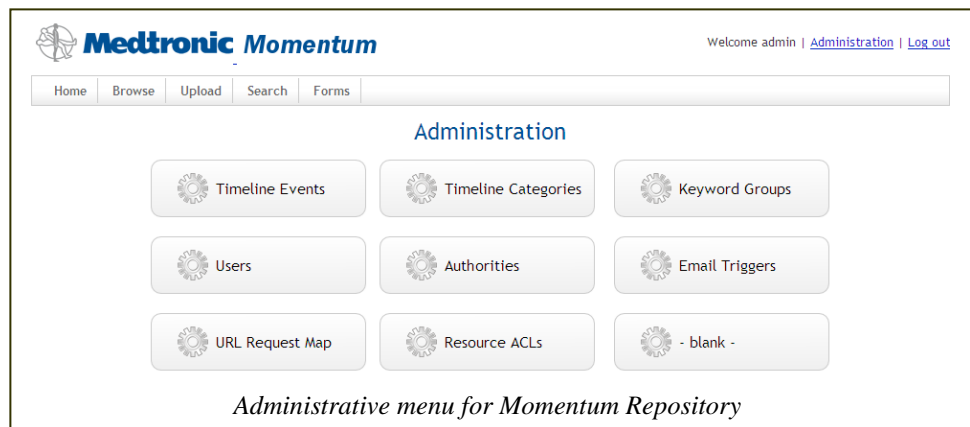 Medtronic Momentum
Welcome admin | Administration | Log out
Home Browse Upload Search Forms
Administration
Timeline Events Timeline Categories Keyword Groups
Users Authorities Email Triggers
URL Request Map Resource ACLs - blank -
Administrative menu for Momentum Repository